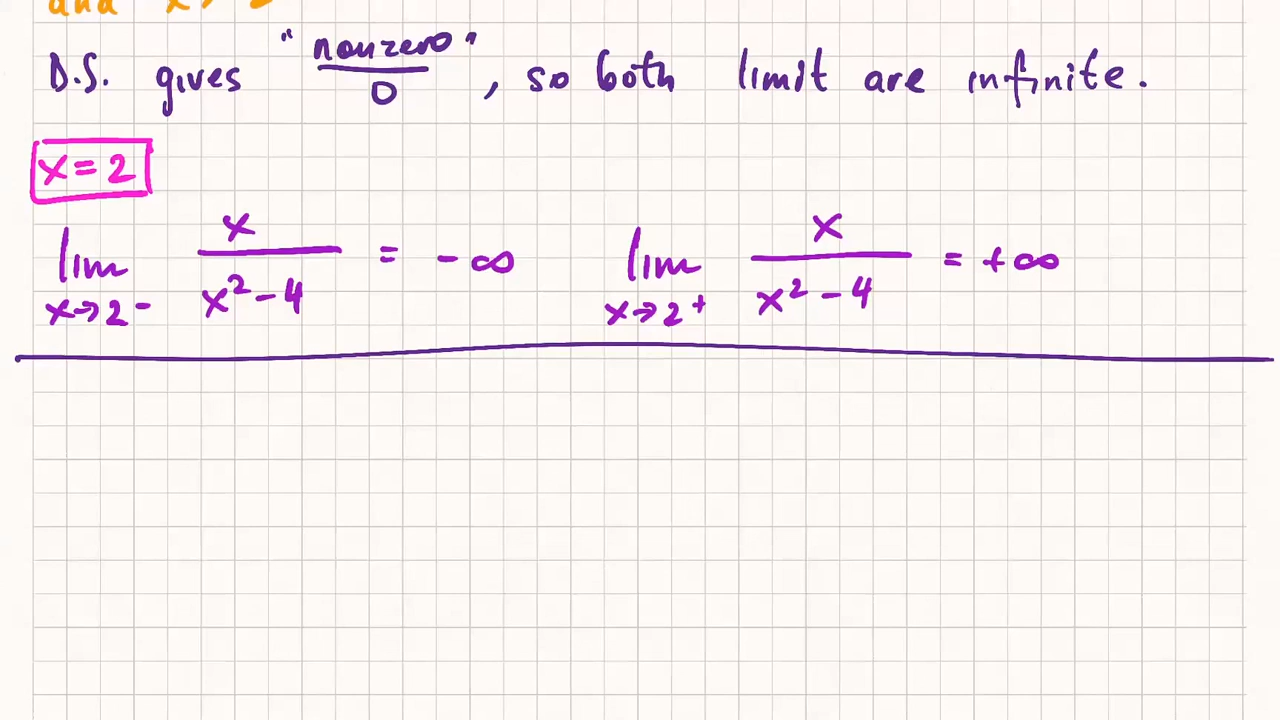 D.S. gives "nonzero"/0, so both limit are infinite.
x = 2
lim x→2- x/(x²-4) = -∞ lim x→2+ x/(x²-4) = +∞